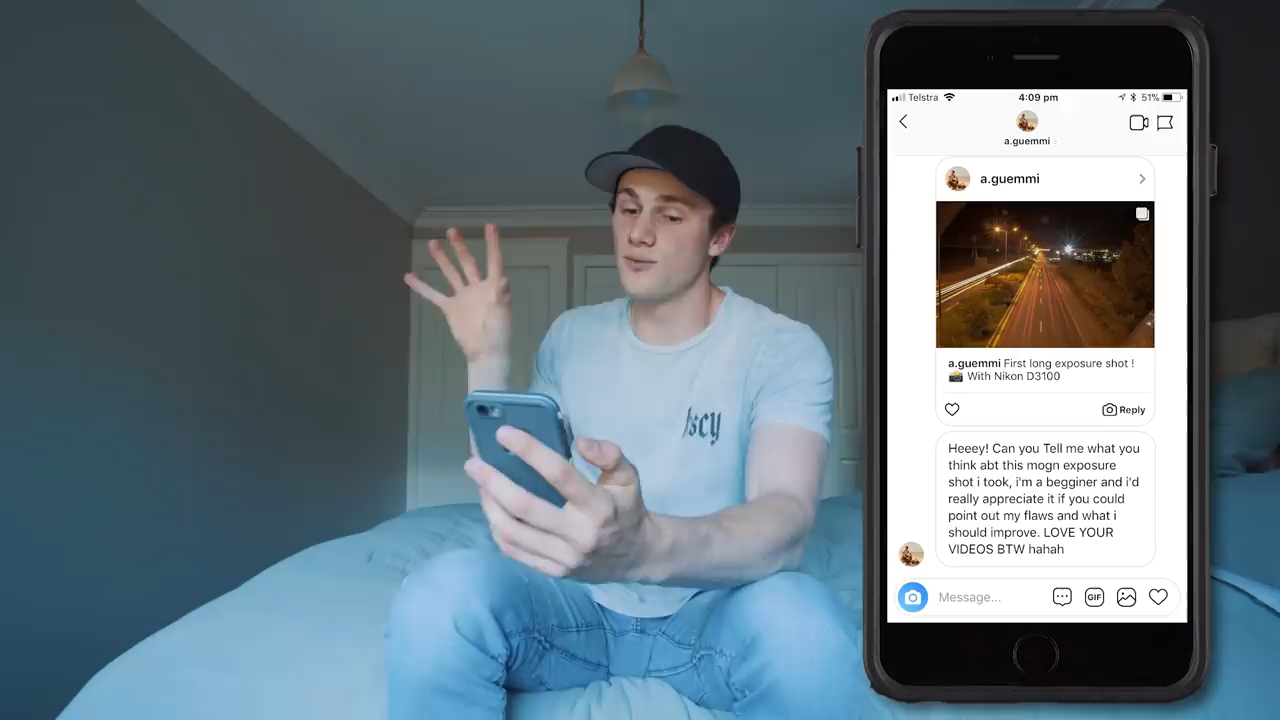 Telstra 4:09 pm 51%
a.guemmi
a.guemmi
a.guemmi First long exposure shot !
With Nikon D3100
Reply
Heeey! Can you Tell me what you
think abt this mogn exposure
shot i took, i'm a begginer and i'd
really appreciate it if you could
point out my flaws and what i
should improve. LOVE YOUR
VIDEOS BTW hahah
Message...
GIF